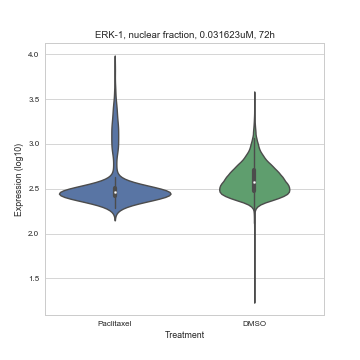 ERK-1, nuclear fraction, 0.031623uM, 72h
4.0
3.5
3.0
2.5
2.0
1.5
Expression (log10)
Paclitaxel
DMSO
Treatment